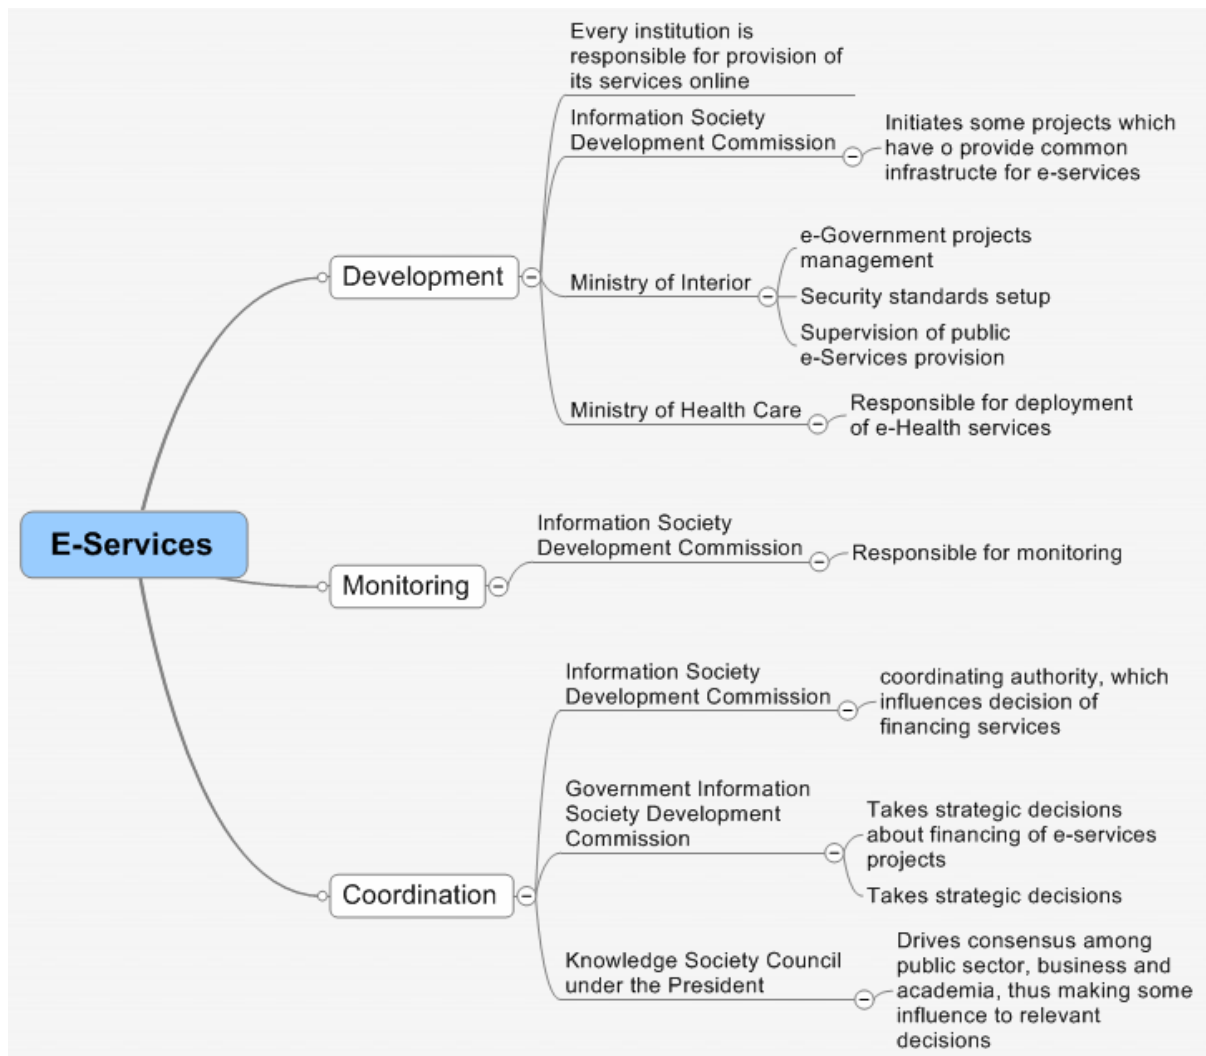 E-Services
Development
Every institution is
responsible for provision of
its services online
Information Society
Development Commission
Initiates some projects which
have o provide common
infrastructe for e-services
Ministry of Interior
e-Government projects
management
Security standards setup
Supervision of public
e-Services provision
Ministry of Health Care
Responsible for deployment
of e-Health services
Monitoring
Information Society
Development Commission
Responsible for monitoring
Coordination
Information Society
Development Commission
coordinating authority, which
influences decision of
financing services
Government Information
Society Development
Commission
Takes strategic decisions
about financing of e-services
projects
Takes strategic decisions
Knowledge Society Council
under the President
Drives consensus among
public sector, business and
academia, thus making some
influence to relevant
decisions